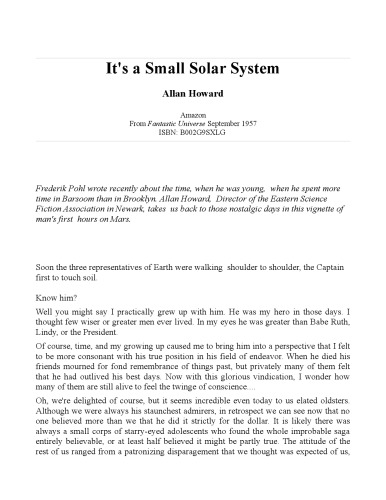 It's a Small Solar System
Allan Howard
Amazon
From Fantastic Universe September 1957
ISBN: B002G9SXLG
Frederik Pohl wrote recently about the time, when he was young, when he spent more
time in Barsoom than in Brooklyn. Allan Howard, Director of the Eastern Science
Fiction Association in Newark, takes us back to those nostalgic days in this vignette of
man's first hours on Mars.
Soon the three representatives of Earth were walking shoulder to shoulder, the Captain
first to touch soil.
Know him?
Well you might say I practically grew up with him. He was my hero in those days. I
thought few wiser or greater men ever lived. In my eyes he was greater than Babe Ruth,
Lindy, or the President.
Of course, time, and my growing up caused me to bring him into a perspective that I felt
to be more consonant with his true position in his field of endeavor. When he died his
friends mourned for fond remembrance of things past, but privately many of them felt
that he had outlived his best days. Now with this glorious vindication, I wonder how
many of them are still alive to feel the twinge of conscience....
Oh, we're delighted of course, but it seems incredible even today to us elated oldsters.
Although we were always his staunchest admirers, in retrospect we can see now that no
one believed more than we that he did it strictly for the dollar. It is likely there was
always a small corps of starry-eyed adolescents who found the whole improbable saga
entirely believable, or at least half believed it might be partly true. The attitude of the
rest of us ranged from a patronizing disparagement that we thought was expected of us,